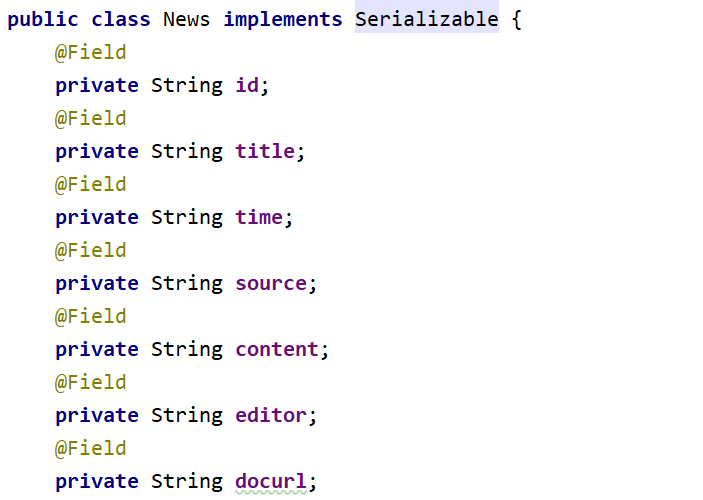 public class News implements Serializable {
@Field
private String id;
@Field
private String title;
@Field
private String time;
@Field
private String source;
@Field
private String content;
@Field
private String editor;
@Field
private String docurl;